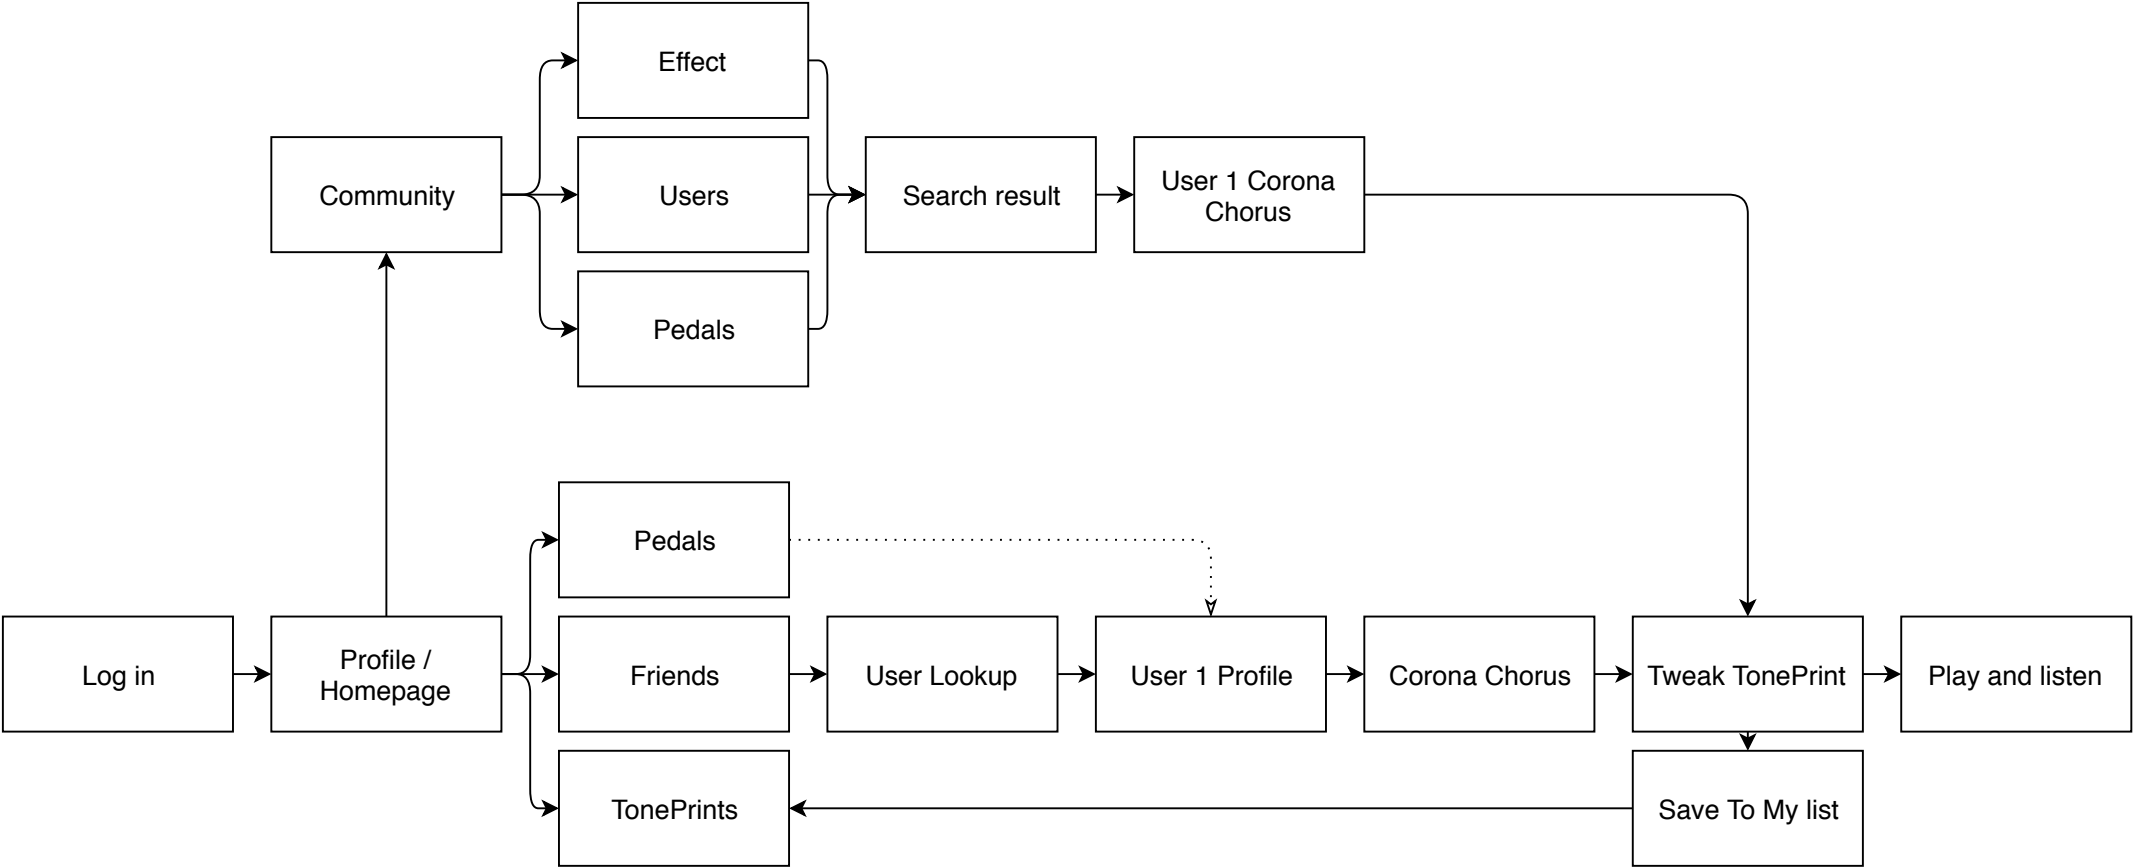 Effect
Community
Users
Search result
User 1 Corona
Chorus
Pedals
Pedals
Log in
Profile /
Homepage
Friends
User Lookup
User 1 Profile
Corona Chorus
Tweak TonePrint
Play and listen
TonePrints
Save To My list